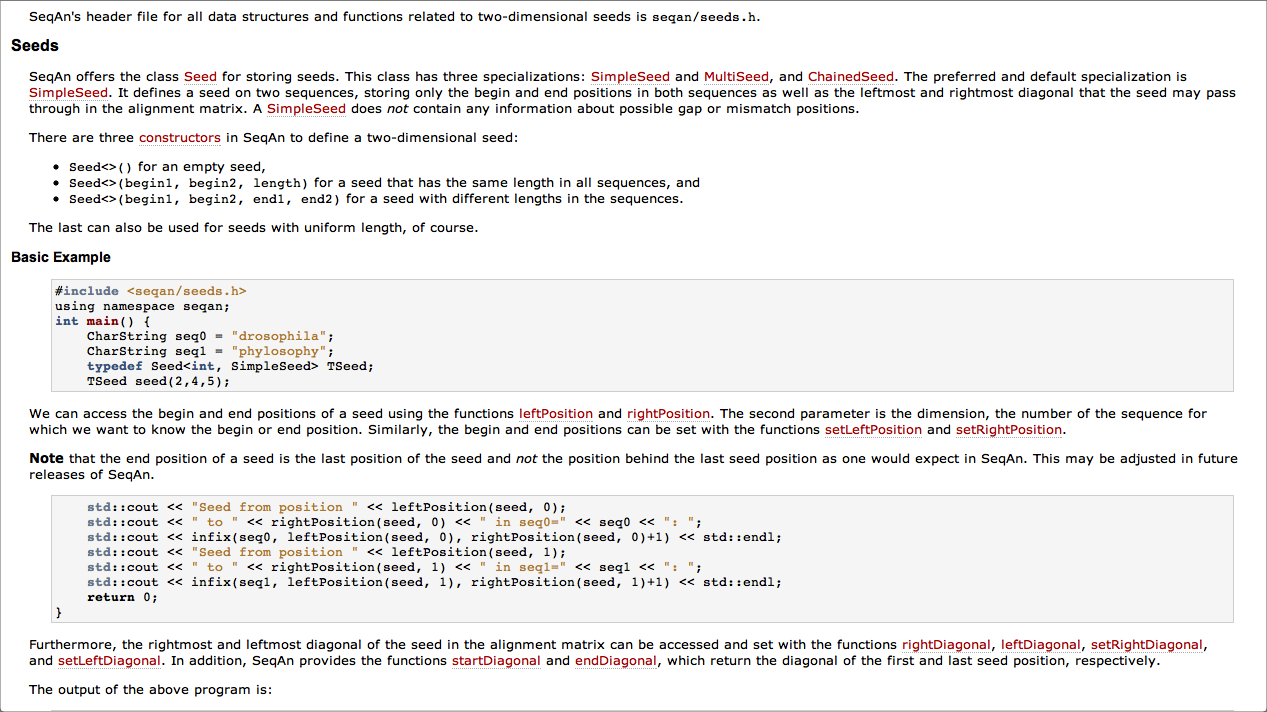 SeqAn's header file for all data structures and functions related to two-dimensional seeds is seqan/seeds.h.
Seeds
SeqAn offers the class Seed for storing seeds. This class has three specializations: SimpleSeed and MultiSeed, and ChainedSeed. The preferred and default specialization is
SimpleSeed. It defines a seed on two sequences, storing only the begin and end positions in both sequences as well as the leftmost and rightmost diagonal that the seed may pass
through in the alignment matrix. A SimpleSeed does not contain any information about possible gap or mismatch positions.
There are three constructors in SeqAn to define a two-dimensional seed:
• Seed<>() for an empty seed,
• Seed<>(begin1, begin2, length) for a seed that has the same length in all sequences, and
• Seed<>(begin1, begin2, end1, end2) for a seed with different lengths in the sequences.
The last can also be used for seeds with uniform length, of course.
Basic Example
#include <seqan/seeds.h>
using namespace seqan;
int main() {
    CharString seq0 = "drosophila";
    CharString seq1 = "phylosophy";
    typedef Seed<int, SimpleSeed> TSeed;
    TSeed seed(2,4,5);
We can access the begin and end positions of a seed using the functions leftPosition and rightPosition. The second parameter is the dimension, the number of the sequence for
which we want to know the begin or end position. Similarly, the begin and end positions can be set with the functions setLeftPosition and setRightPosition.
Note that the end position of a seed is the last position of the seed and not the position behind the last seed position as one would expect in SeqAn. This may be adjusted in future
releases of SeqAn.
    std::cout << "Seed from position " << leftPosition(seed, 0);
    std::cout << " to " << rightPosition(seed, 0) << " in seq0=" << seq0 << ": ";
    std::cout << infix(seq0, leftPosition(seed, 0), rightPosition(seed, 0)+1) << std::endl;
    std::cout << "Seed from position " << leftPosition(seed, 1);
    std::cout << " to " << rightPosition(seed, 1) << " in seq1=" << seq1 << ": ";
    std::cout << infix(seq1, leftPosition(seed, 1), rightPosition(seed, 1)+1) << std::endl;
    return 0;
}
Furthermore, the rightmost and leftmost diagonal of the seed in the alignment matrix can be accessed and set with the functions rightDiagonal, leftDiagonal, setRightDiagonal,
and setLeftDiagonal. In addition, SeqAn provides the functions startDiagonal and endDiagonal, which return the diagonal of the first and last seed position, respectively.
The output of the above program is: